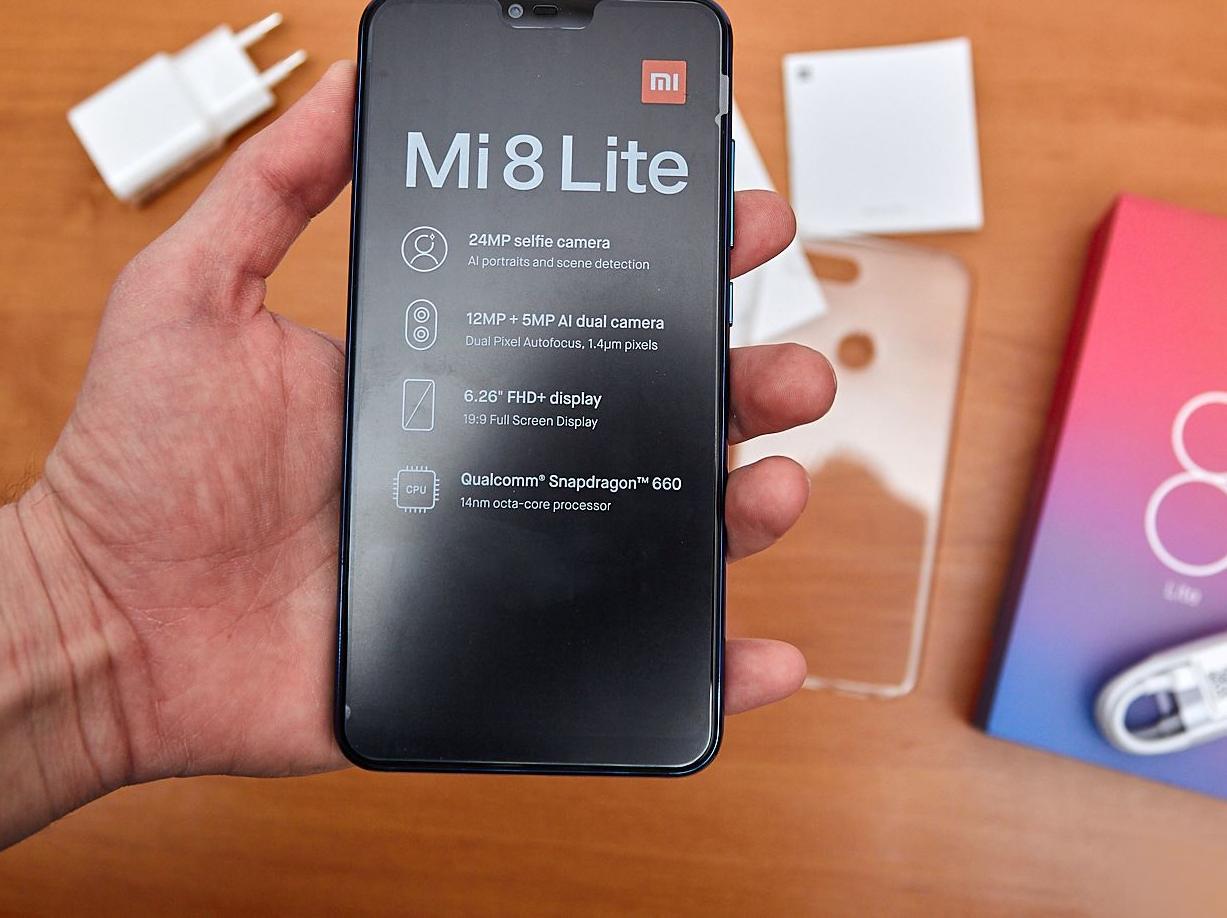 mi
Mi 8 Lite
24MP selfie camera
AI portraits and scene detection
12MP + 5MP AI dual camera
Dual Pixel Autofocus, 1.4μm pixels
6.26" FHD+ display
19:9 Full Screen Display
CPU
Qualcomm® Snapdragon™ 660
14nm octa-core processor
8
Lite